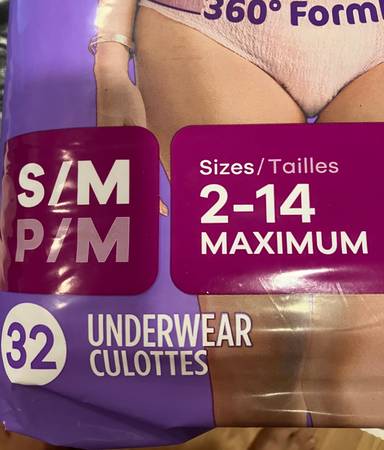 360° Form
S/M
P/M
Sizes/Tailles
2-14
MAXIMUM
32
UNDERWEAR
CULOTTES